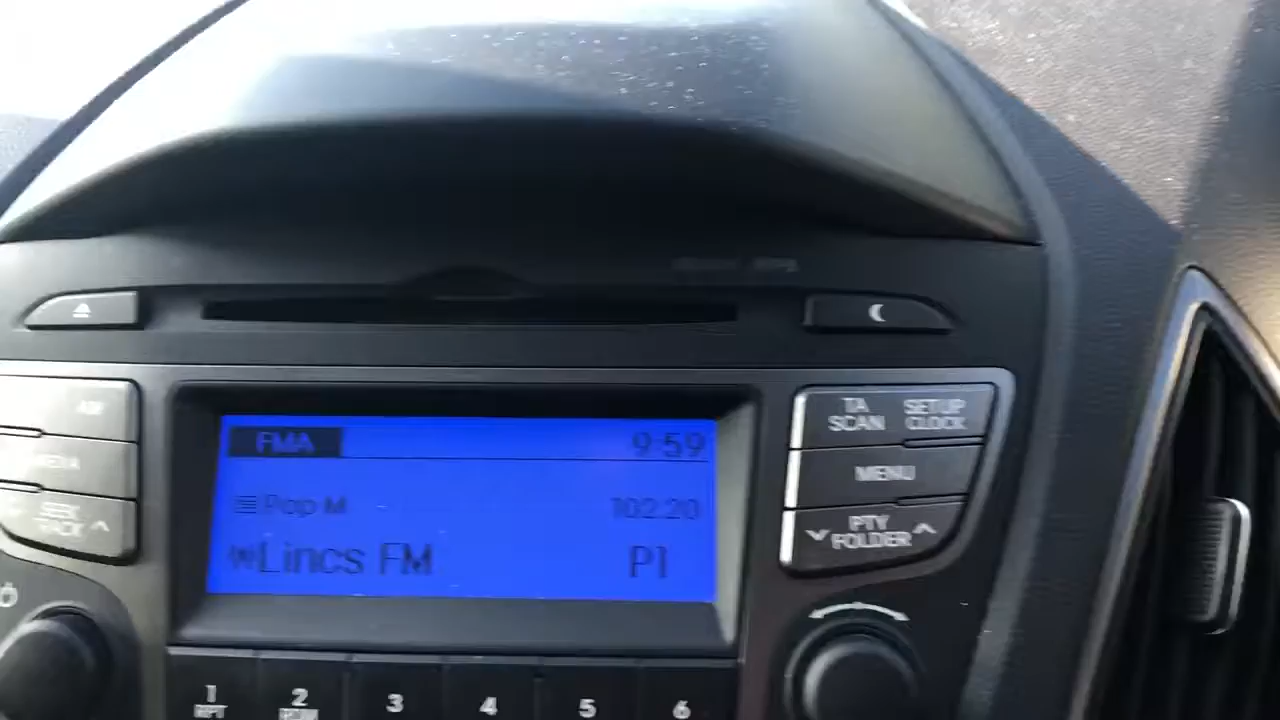 FMA 9:59
Pop M 102.20
Lincs FM P1
TA SCAN SETUP CLOCK
MENU
PTY FOLDER
1 2 3 4 5 6
RPT